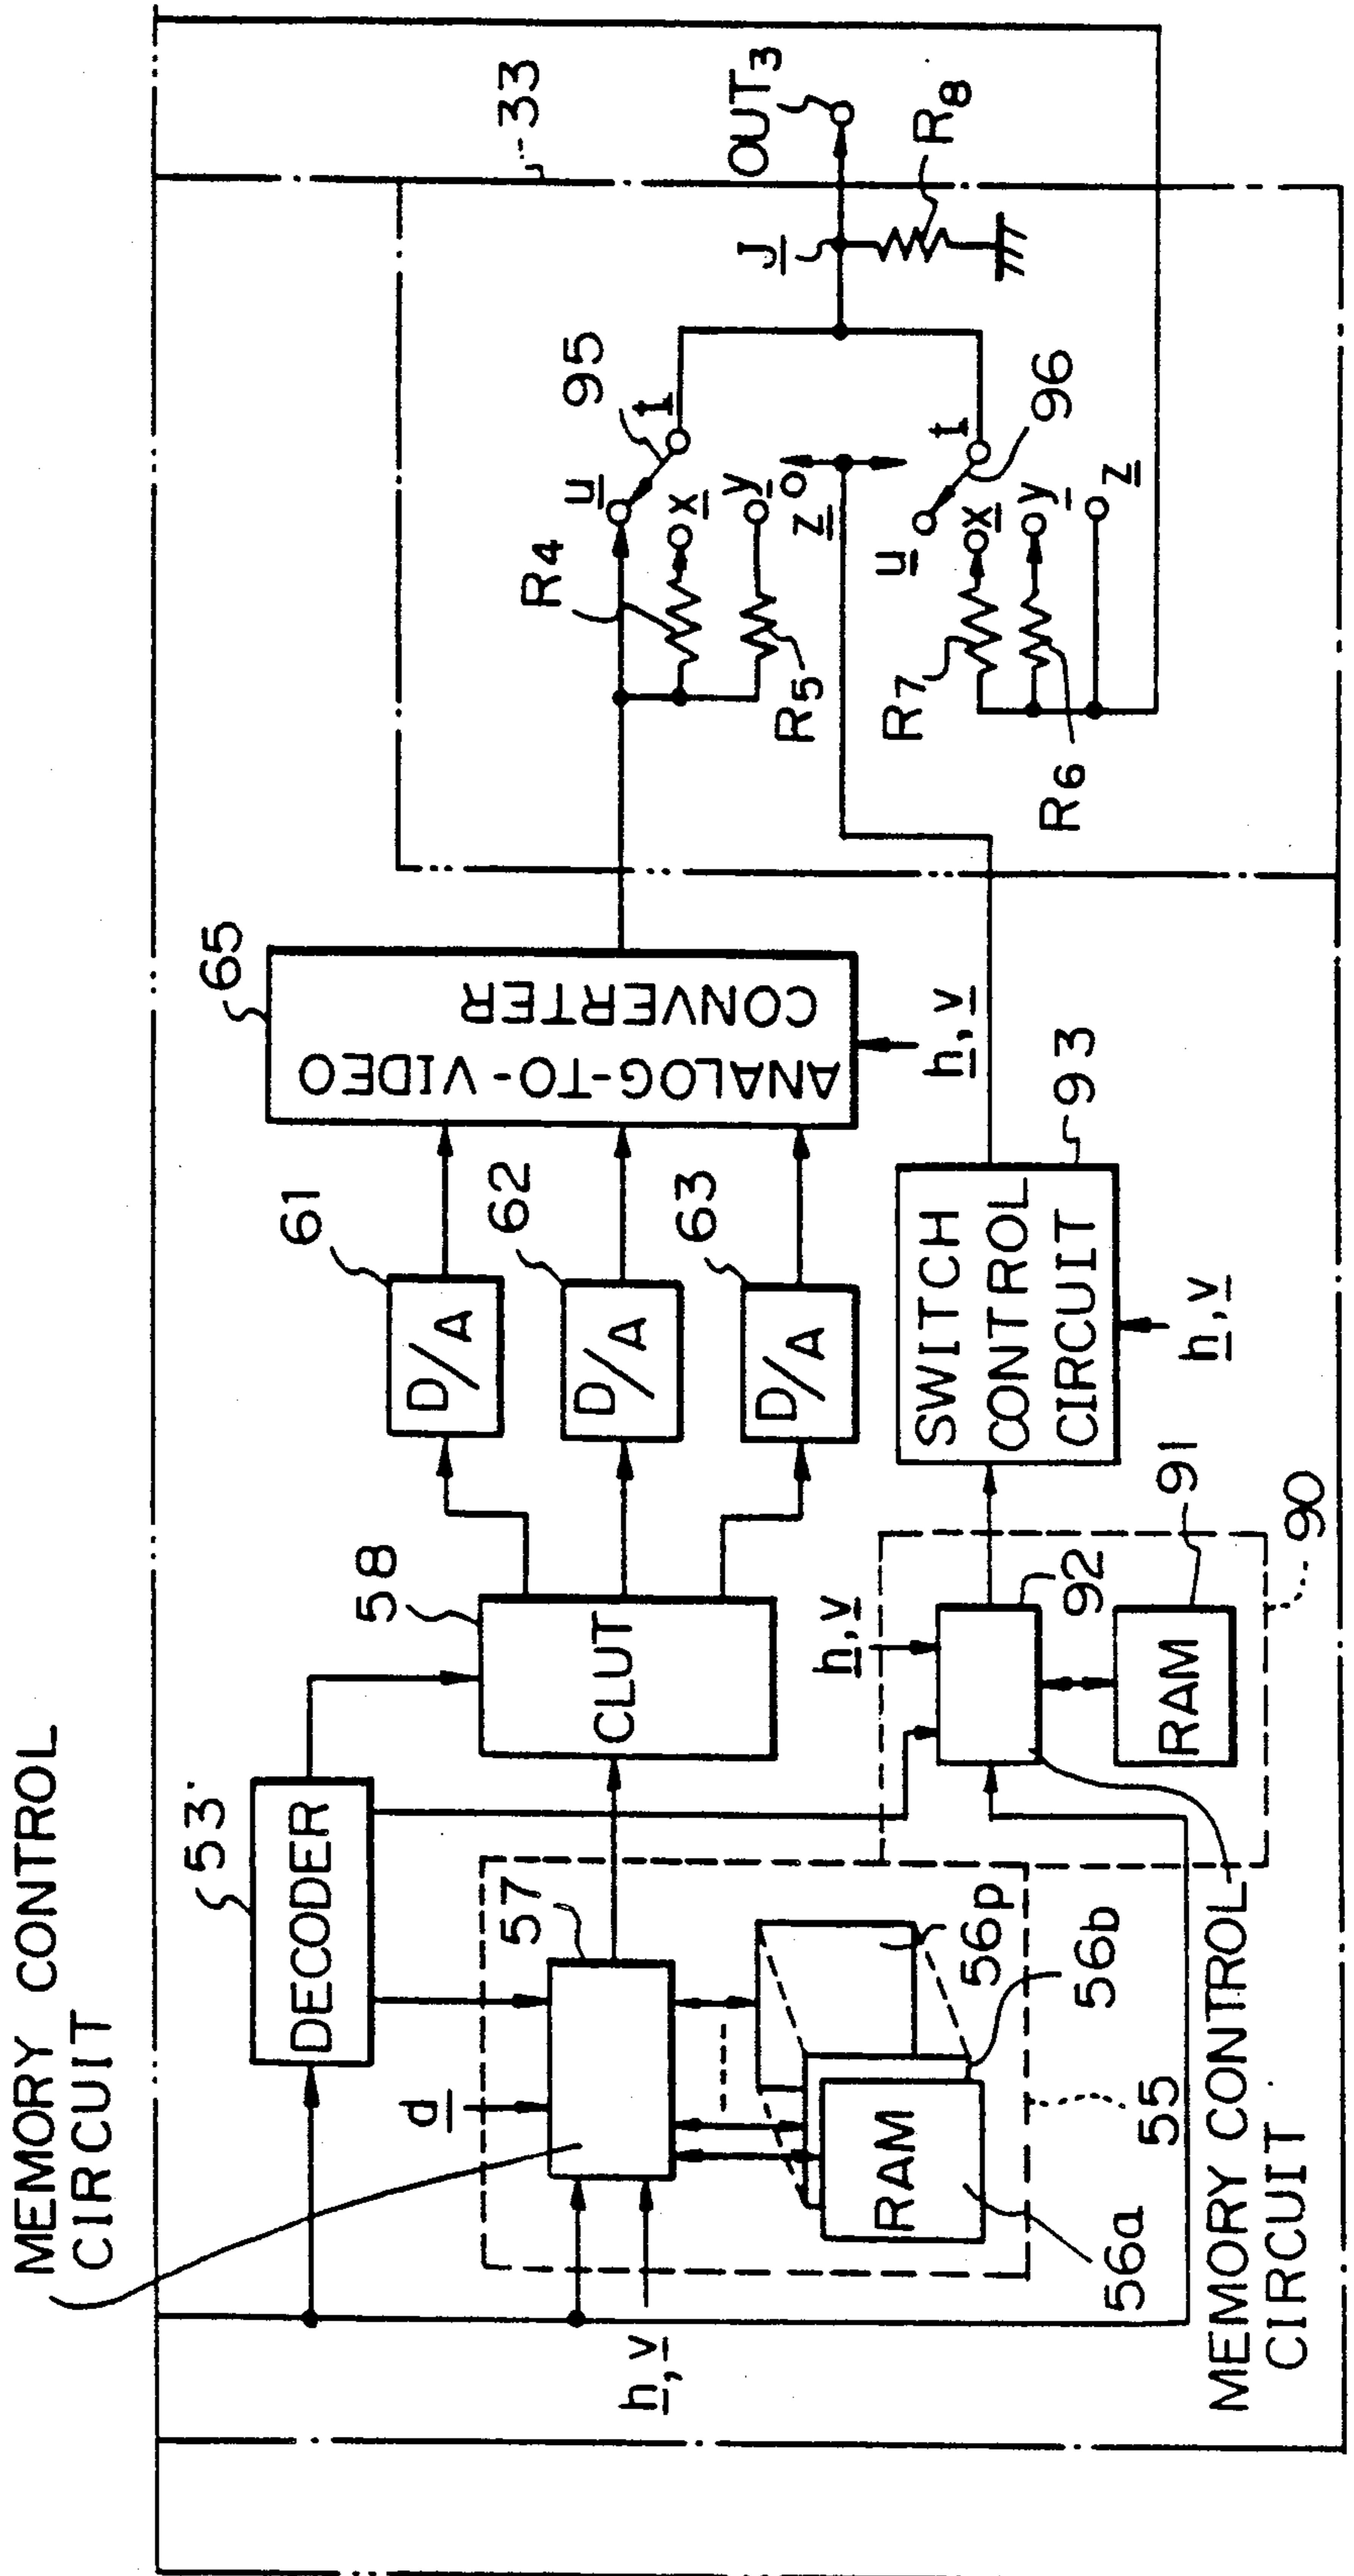 MEMORY CONTROL
CIRCUIT
53
DECODER
58
CLUT
61
D/A
62
D/A
63
D/A
65
ANALOG-TO-VIDEO
CONVERTER
h, v
57
d
h, v
RAM
56a
56b
56p
55
MEMORY CONTROL
CIRCUIT
h, v
92
RAM
91
90
SWITCH
CONTROL
CIRCUIT
93
h, v
33
R4
R5
u
x
y
z
95
t
R7
R6
u
x
y
z
96
t
J
R8
OUT3